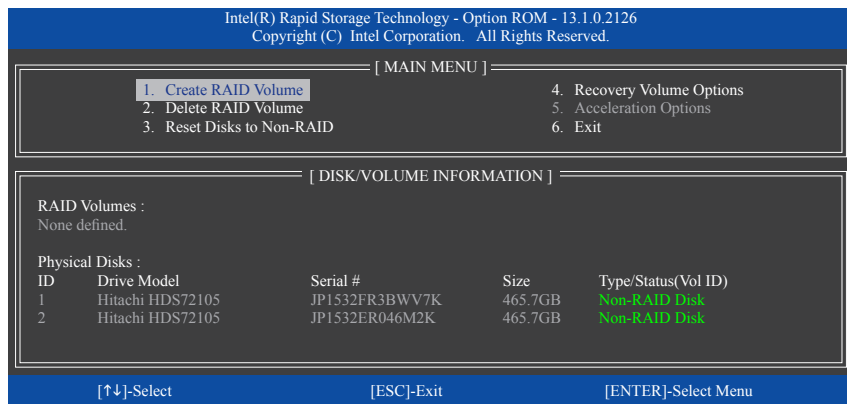 Intel(R) Rapid Storage Technology - Option ROM - 13.1.0.2126
Copyright (C) Intel Corporation. All Rights Reserved.
[ MAIN MENU ]
1. Create RAID Volume
2. Delete RAID Volume
3. Reset Disks to Non-RAID
4. Recovery Volume Options
5. Acceleration Options
6. Exit
[ DISK/VOLUME INFORMATION ]
RAID Volumes :
None defined.
Physical Disks :
ID Drive Model Serial # Size Type/Status(Vol ID)
1 Hitachi HDS72105 JP1532FR3BWV7K 465.7GB Non-RAID Disk
2 Hitachi HDS72105 JP1532ER046M2K 465.7GB Non-RAID Disk
[↑↓]-Select [ESC]-Exit [ENTER]-Select Menu